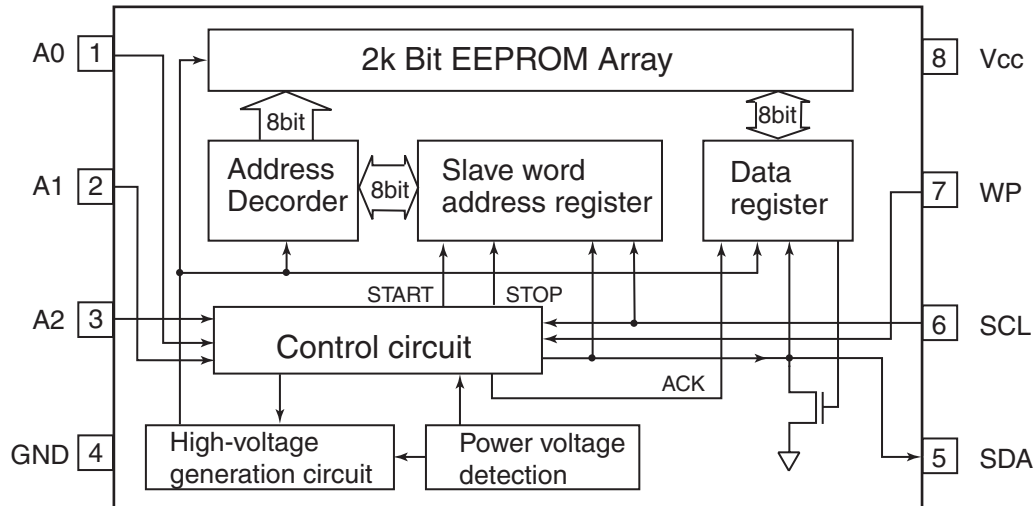 A0 1
2k Bit EEPROM Array
8 Vcc
8bit
8bit
A1 2
Address
Decorder
8bit
Slave word
address register
Data
register
7 WP
START
STOP
A2 3
Control circuit
6 SCL
ACK
GND 4
High-voltage
generation circuit
Power voltage
detection
5 SDA